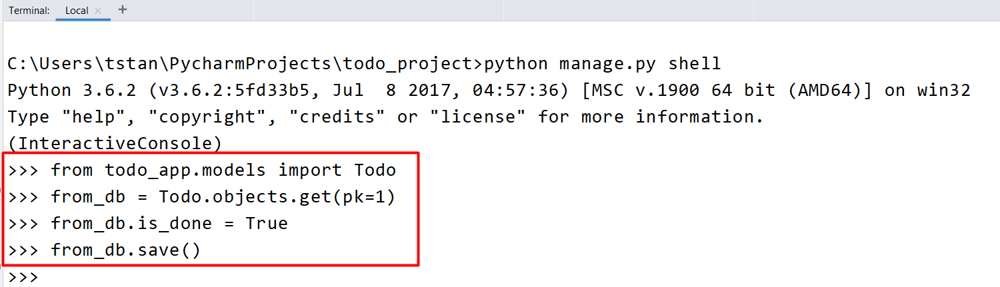 Terminal: Local × +
C:\Users\tstan\PycharmProjects\todo_project>python manage.py shell
Python 3.6.2 (v3.6.2:5fd33b5, Jul  8 2017, 04:57:36) [MSC v.1900 64 bit (AMD64)] on win32
Type "help", "copyright", "credits" or "license" for more information.
(InteractiveConsole)
>>> from todo_app.models import Todo
>>> from_db = Todo.objects.get(pk=1)
>>> from_db.is_done = True
>>> from_db.save()
>>>